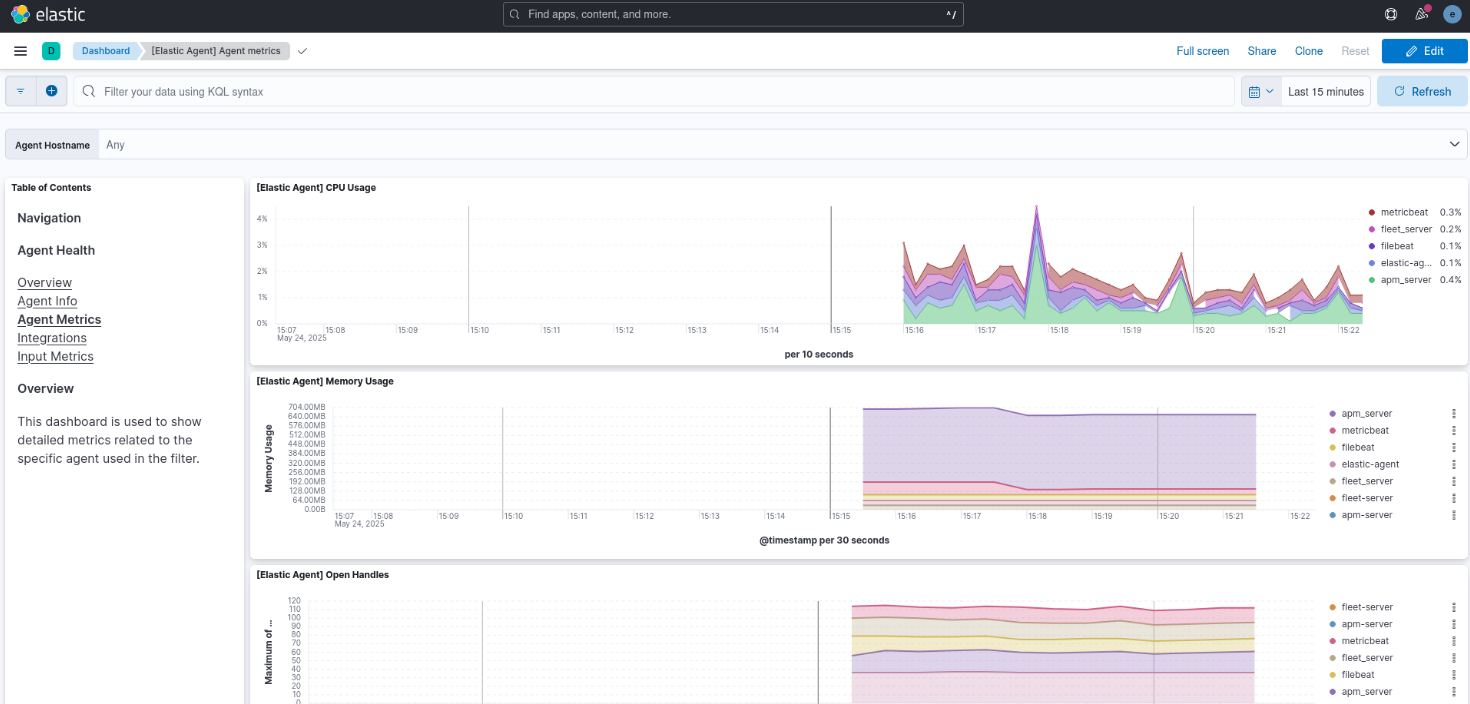 elastic
Find apps, content, and more.
^/
e
D
Dashboard
[Elastic Agent] Agent metrics
Full screen
Share
Clone
Reset
Edit
Filter your data using KQL syntax
Last 15 minutes
Refresh
Agent Hostname
Any
Table of Contents
Navigation
Agent Health
Overview
Agent Info
Agent Metrics
Integrations
Input Metrics
Overview
This dashboard is used to show
detailed metrics related to the
specific agent used in the filter.
[Elastic Agent] CPU Usage
4%
3%
2%
1%
0%
15:07 15:08 15:09 15:10 15:11 15:12 15:13 15:14 15:15 15:16 15:17 15:18 15:19 15:20 15:21 15:22
May 24, 2025
per 10 seconds
metricbeat 0.3%
fleet_server 0.2%
filebeat 0.1%
elastic-ag... 0.1%
apm_server 0.4%
[Elastic Agent] Memory Usage
Memory Usage
704.00MB
640.00MB
576.00MB
512.00MB
448.00MB
384.00MB
320.00MB
256.00MB
192.00MB
128.00MB
64.00MB
0.00B
15:07 15:08 15:09 15:10 15:11 15:12 15:13 15:14 15:15 15:16 15:17 15:18 15:19 15:20 15:21 15:22
May 24, 2025
@timestamp per 30 seconds
apm_server
metricbeat
filebeat
elastic-agent
fleet_server
fleet-server
apm-server
[Elastic Agent] Open Handles
Maximum of ...
120
110
100
90
80
70
60
50
40
30
20
10
0
fleet-server
apm-server
metricbeat
fleet_server
filebeat
apm_server